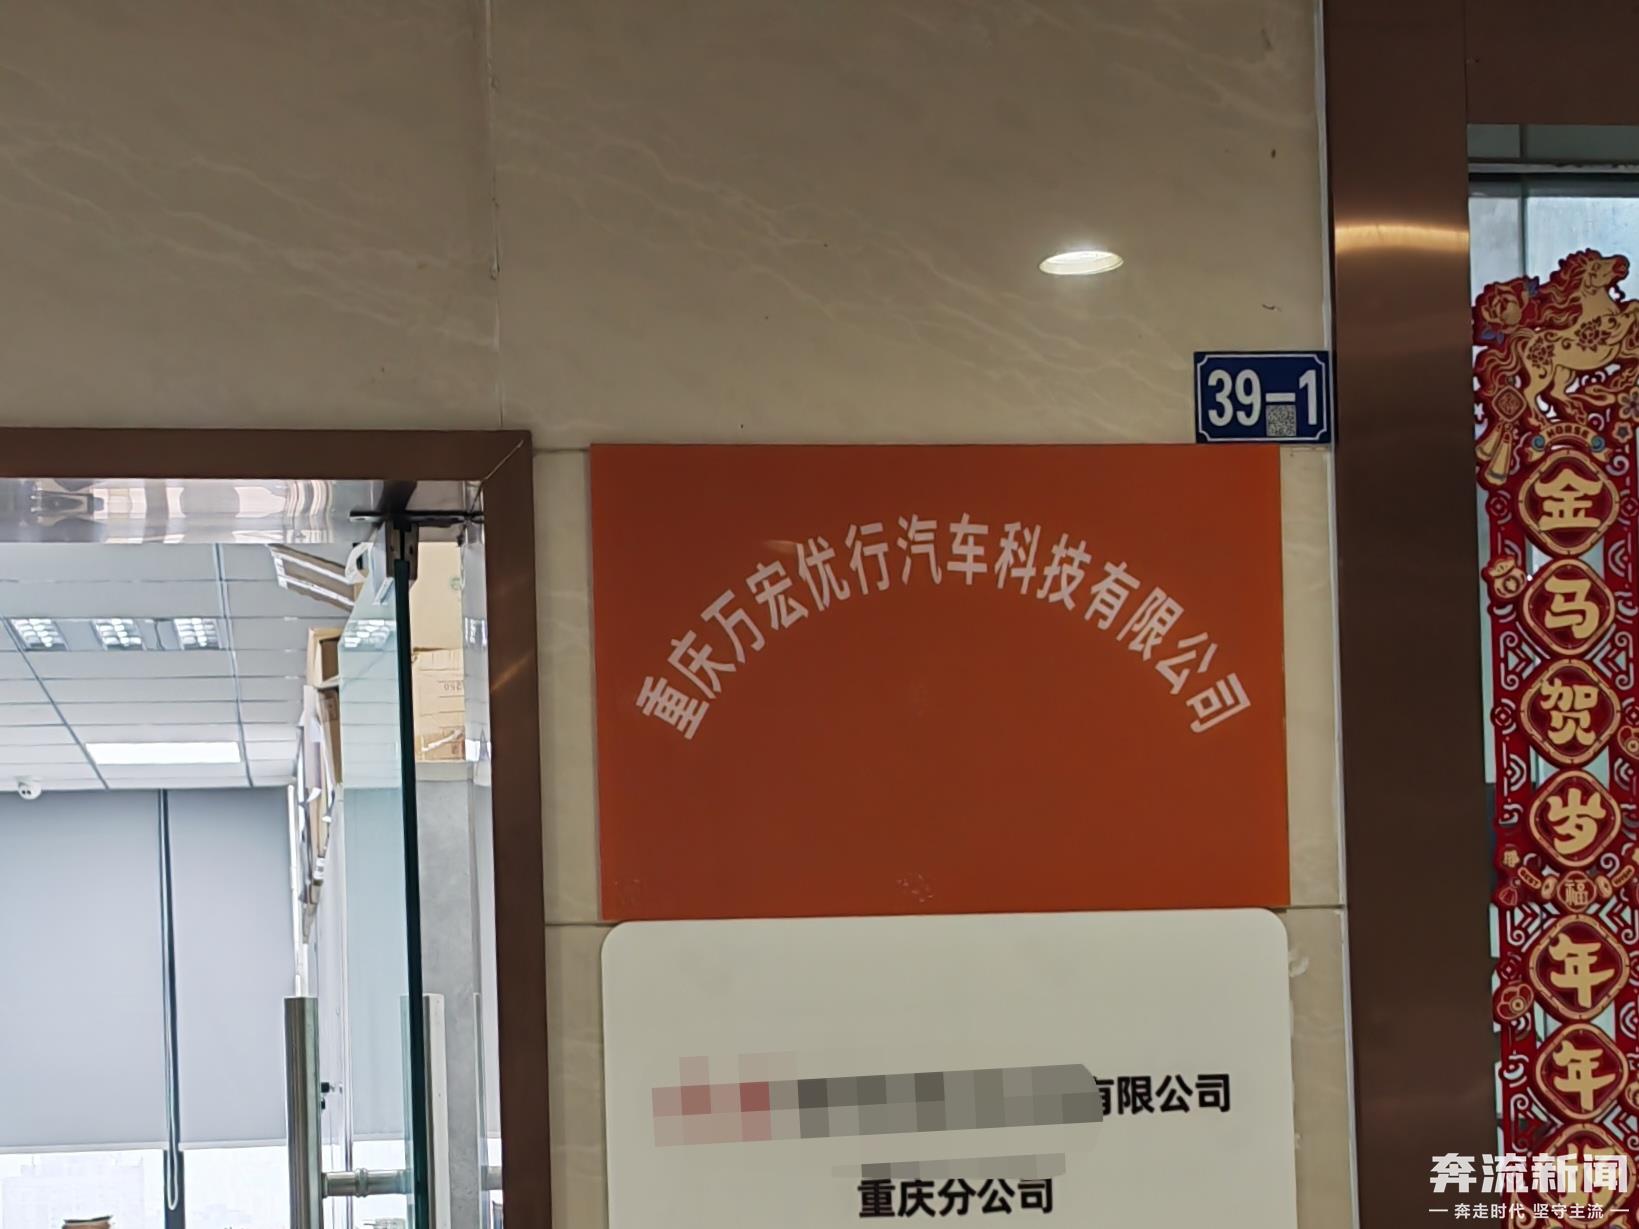 39-1
重庆万宏优行汽车科技有限公司
有限公司
重庆分公司
HORSE
金马贺岁
福
年年
奔流新闻
奔走时代 坚守主流